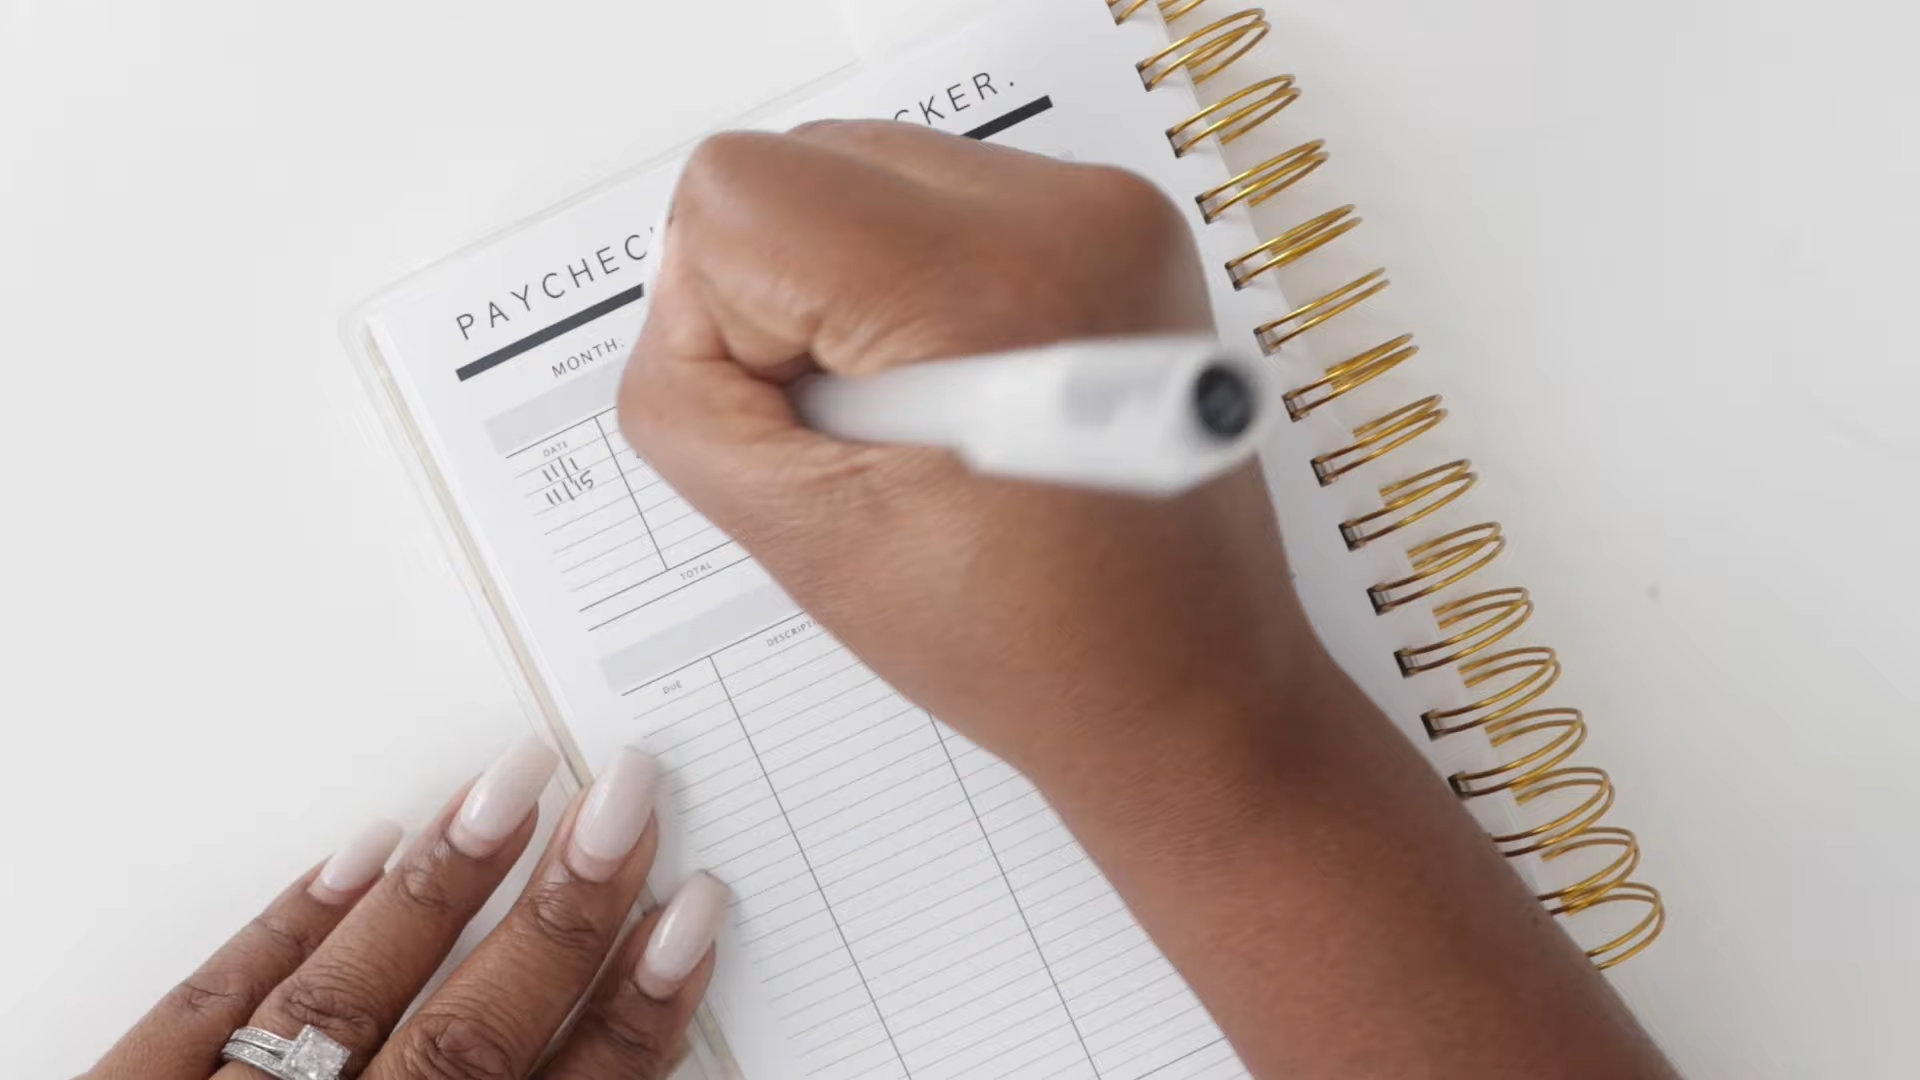 PAYCHEC CKER.
MONTH:
DATE
11/1
11/15
TOTAL
DESCRIPT
DUE